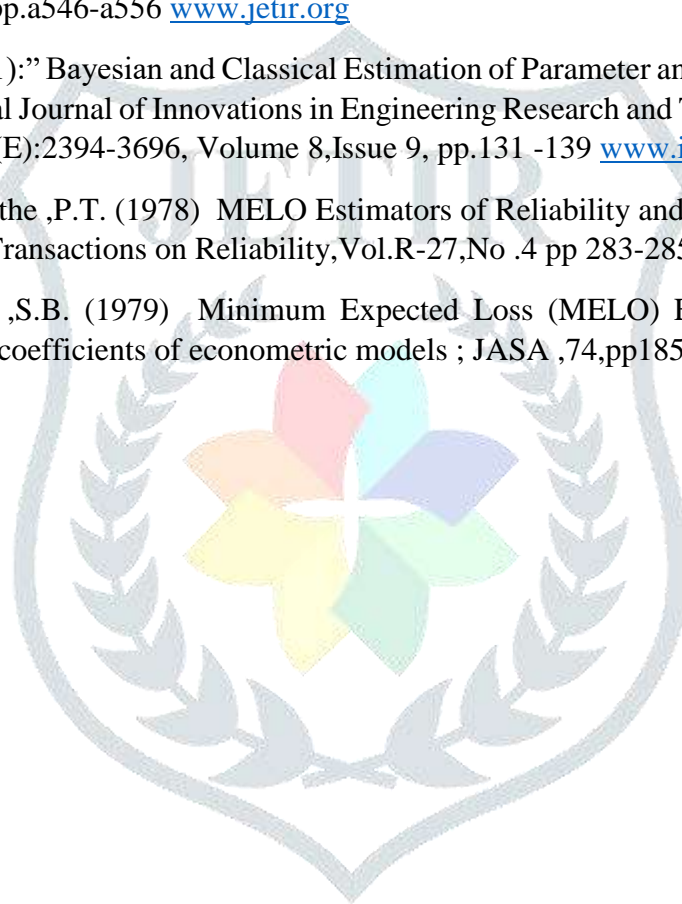 pp.a546-a556 www.jetir.org
):” Bayesian and Classical Estimation of Parameter
al Journal of Innovations in Engineering Research and
(E):2394-3696, Volume 8,Issue 9, pp.131 -139
the ,P.T. (1978) MELO Estimators of Reliability and
Transactions on Reliability,Vol.R-27,No .4 pp 283-285
,S.B. (1979) Minimum Expected Loss (MELO)
coefficients of econometric models ; JASA ,74,pp185
JETIR